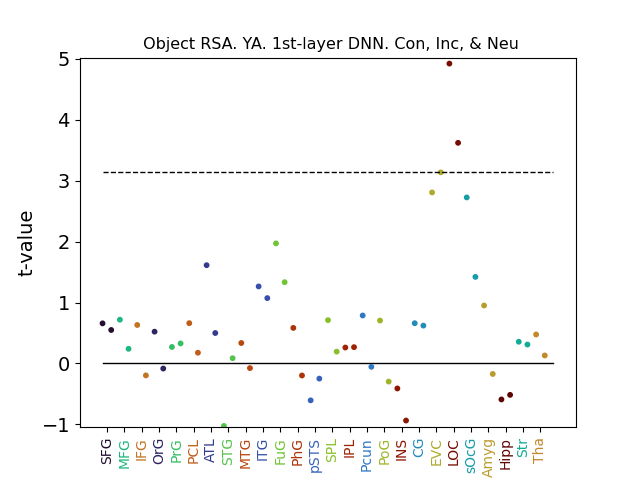 Object RSA. YA. 1st-layer DNN. Con, Inc, & Neu
t-value
5
4
3
2
1
0
−1
SFG
MFG
IFG
OrG
PrG
PCL
ATL
STG
MTG
ITG
FuG
PhG
pSTS
SPL
IPL
Pcun
PoG
INS
CG
EVC
LOC
sOcG
Amyg
Hipp
Str
Tha